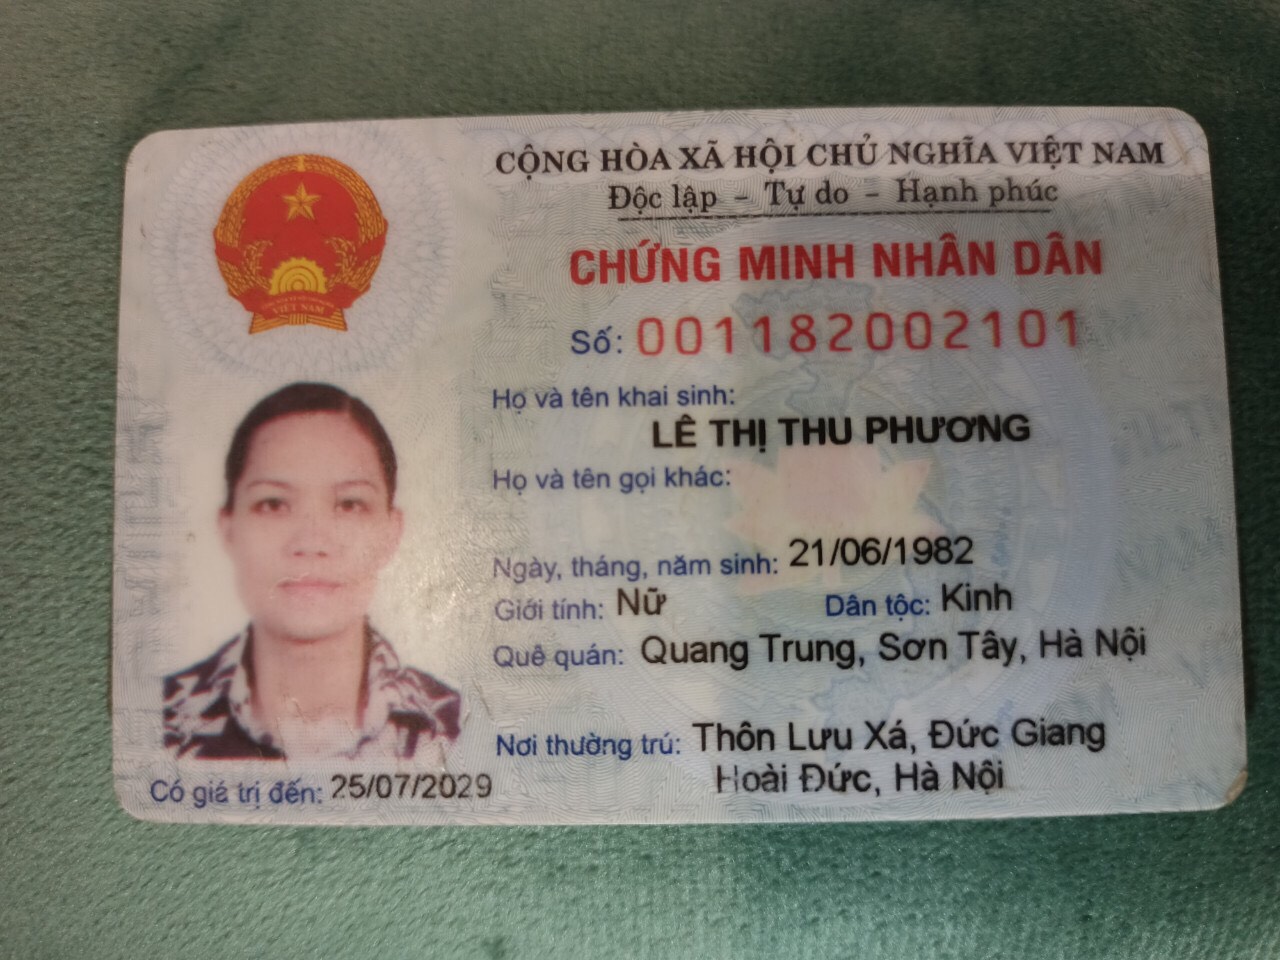 CỘNG HÒA XÃ HỘI CHỦ NGHĨA VIỆT NAM
Độc lập - Tự do - Hạnh phúc
CHỨNG MINH NHÂN DÂN
Số: 001182002101
Họ và tên khai sinh:
LÊ THỊ THU PHƯƠNG
Họ và tên gọi khác:
Ngày, tháng, năm sinh: 21/06/1982
Giới tính: Nữ Dân tộc: Kinh
Quê quán: Quang Trung, Sơn Tây, Hà Nội
Nơi thường trú: Thôn Lưu Xá, Đức Giang
Hoài Đức, Hà Nội
Có giá trị đến: 25/07/2029
VIỆT NAM